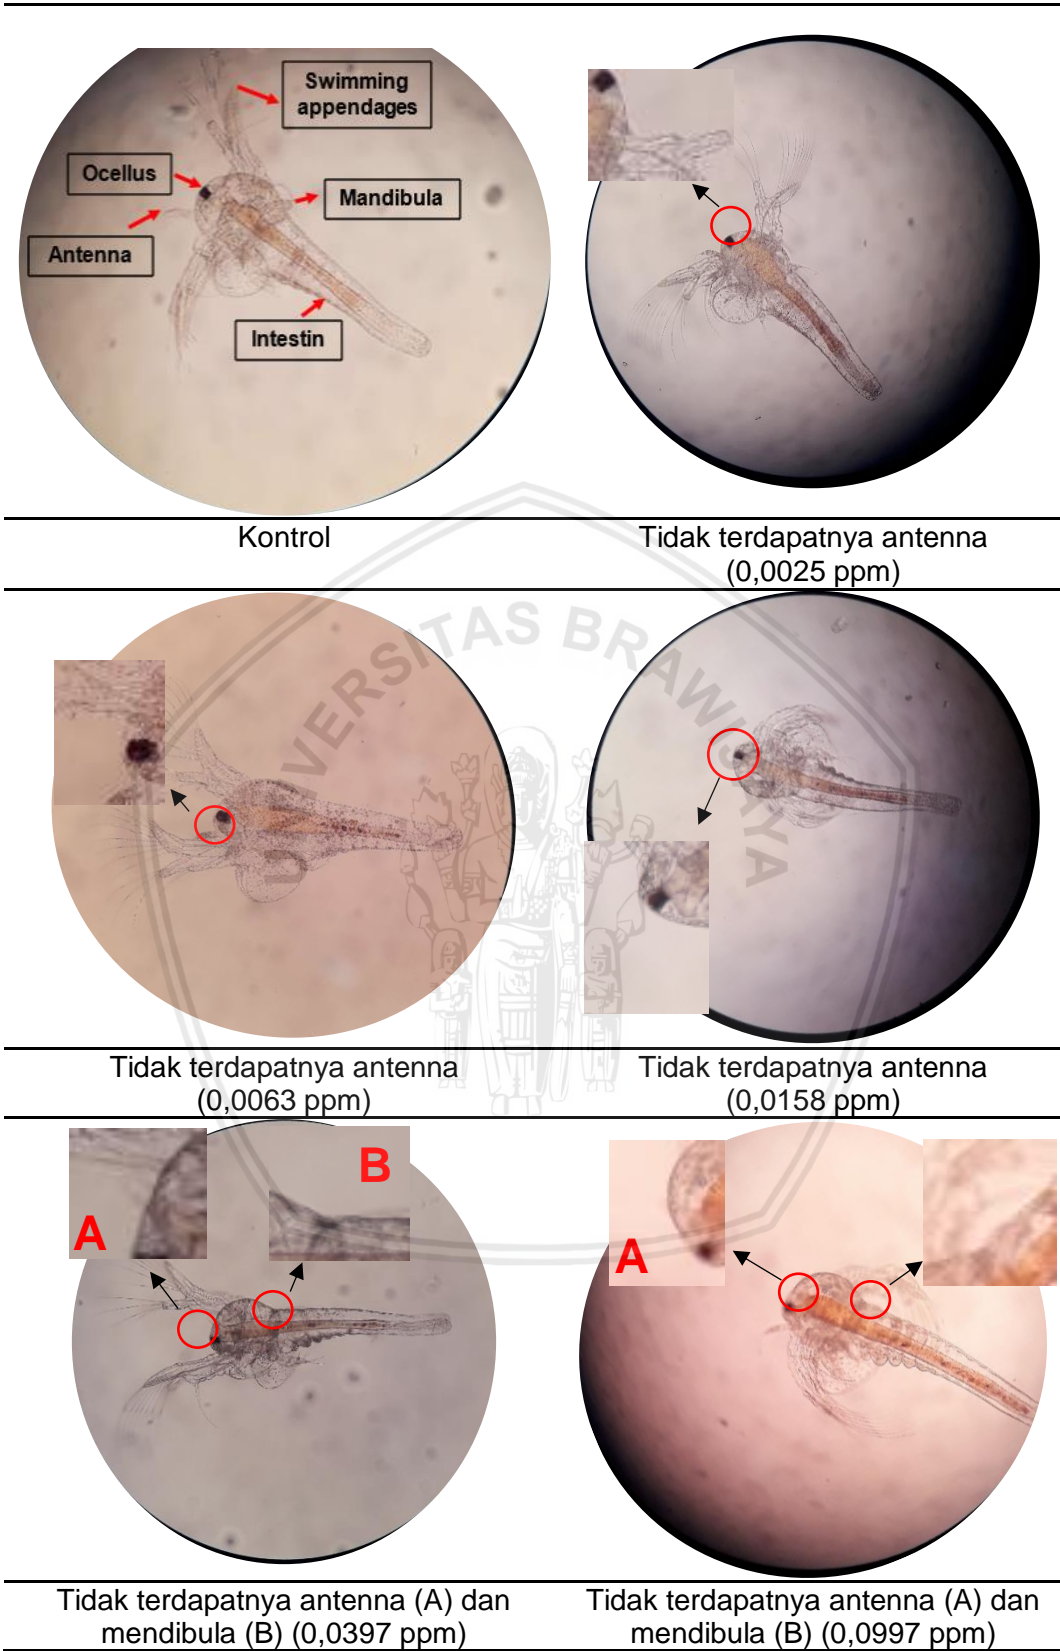 Swimming
appendages
Ocellus
Mandibula
Antenna
Intestin
Kontrol
Tidak terdapatnya antenna
(0,0025 ppm)
UNIVERSITAS BRAWIJAYA
Tidak terdapatnya antenna
(0,0063 ppm)
Tidak terdapatnya antenna
(0,0158 ppm)
A
B
A
Tidak terdapatnya antenna (A) dan
mendibula (B) (0,0397 ppm)
Tidak terdapatnya antenna (A) dan
mendibula (B) (0,0997 ppm)